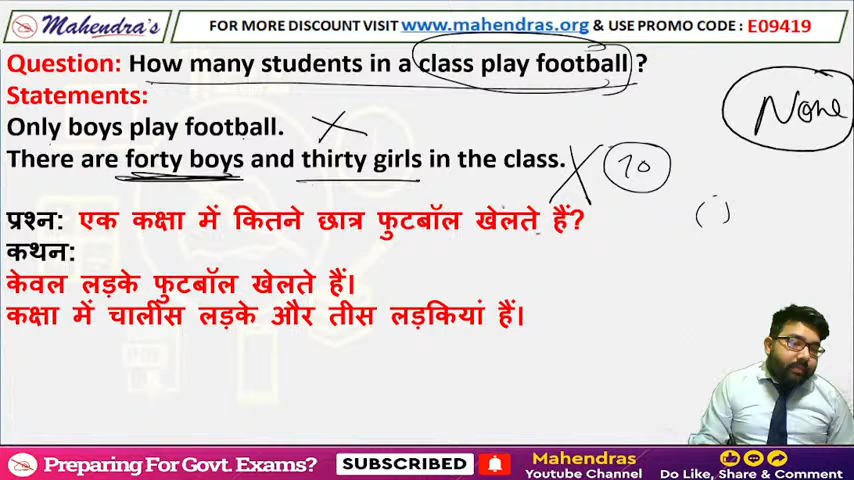 Mahendra's
FOR MORE DISCOUNT VISIT www.mahendras.org & USE PROMO CODE : E09419
Question: How many students in a class play football ?
Statements:
None
Only boys play football.
There are forty boys and thirty girls in the class.
70
प्रश्न: एक कक्षा में कितने छात्र फुटबॉल खेलते हैं?
कथन:
केवल लड़के फुटबॉल खेलते हैं।
कक्षा में चालीस लड़के और तीस लड़कियां हैं।
Preparing For Govt. Exams?
SUBSCRIBED
Mahendras
Youtube Channel
Do Like, Share & Comment